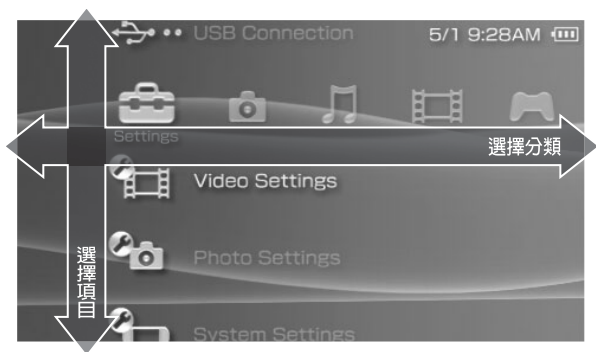 USB Connection
5/1 9:28AM
Settings
選擇分類
Video Settings
Photo Settings
選擇項目
System Settings